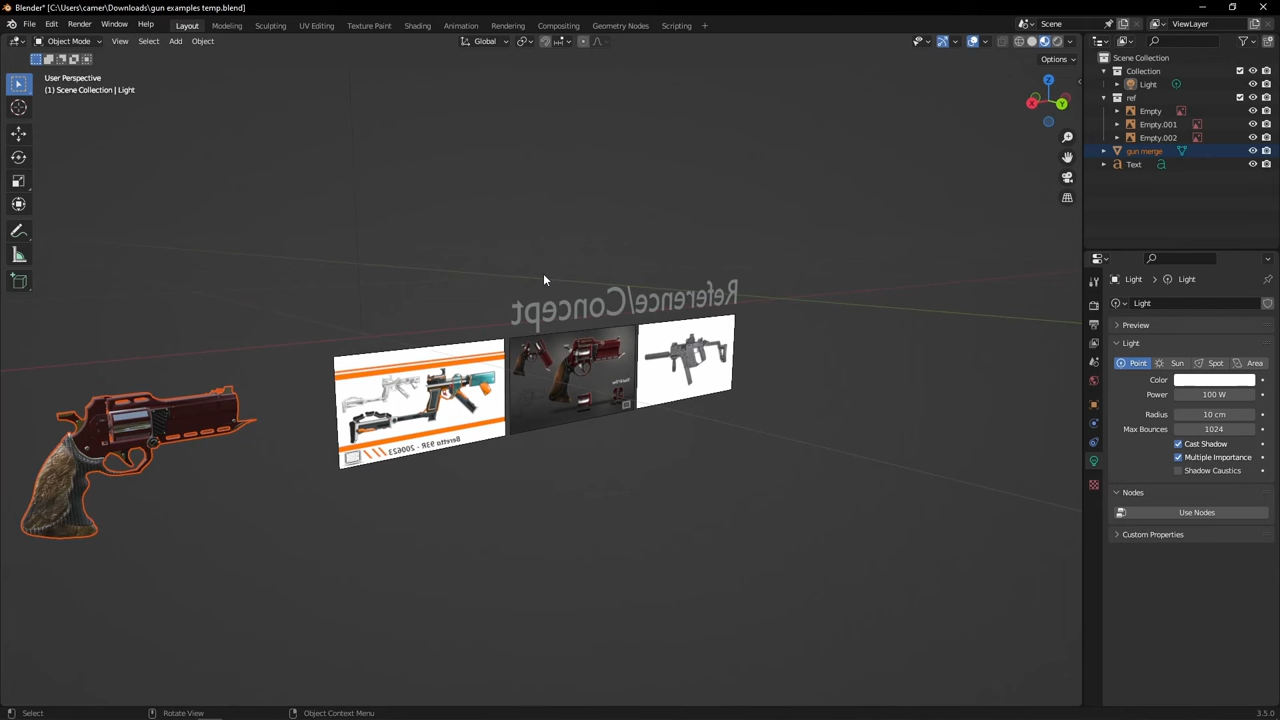 Blender* [C:\Users\camer\Downloads\gun examples temp.blend]
File Edit Render Window Help
Layout Modeling Sculpting UV Editing Texture Paint Shading Animation Rendering Compositing Geometry Nodes Scripting +
Scene
ViewLayer
Object Mode View Select Add Object
Global
Options
User Perspective
(1) Scene Collection | Light
Z
X
Y
Scene Collection
Collection
Light
ref
Empty
Empty.001
Empty.002
gun merge
Text
Reference/Concept
Beretta 93R - 200623
Light > Light
Light
Preview
Light
Point Sun Spot Area
Color
Power 100 W
Radius 10 cm
Max Bounces 1024
Cast Shadow
Multiple Importance
Shadow Caustics
Nodes
Use Nodes
Custom Properties
Select
Rotate View
Object Context Menu
3.5.0